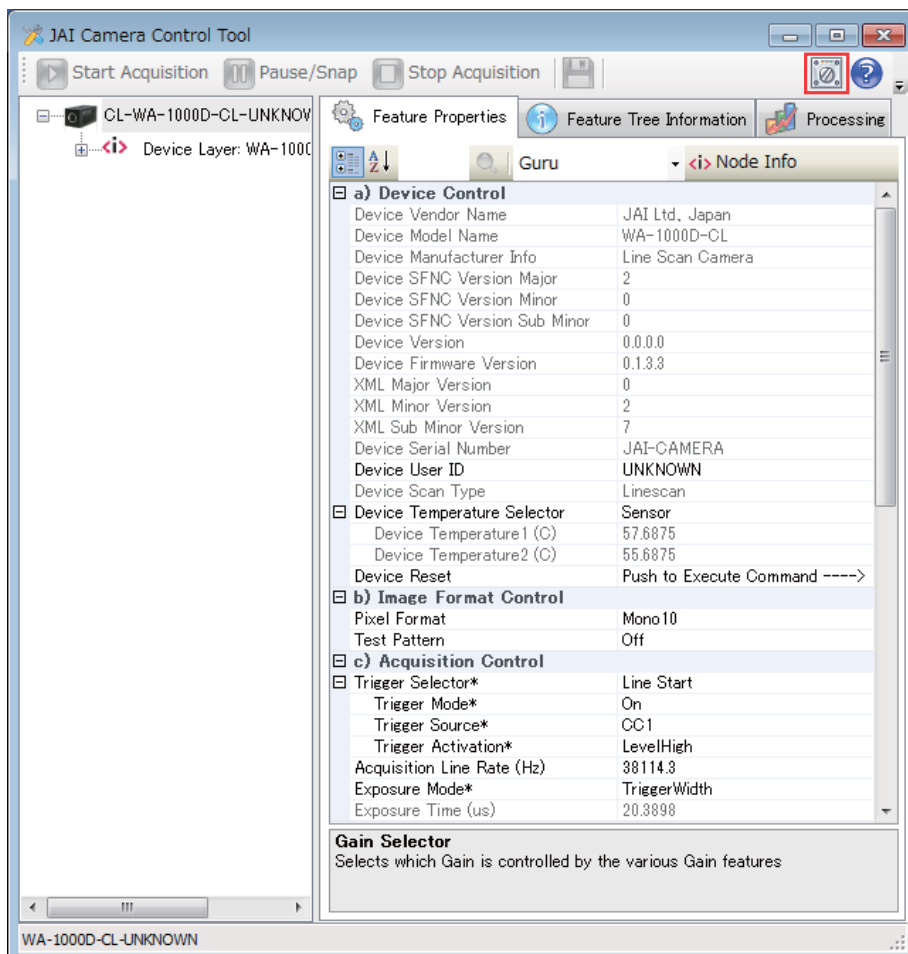 JAI Camera Control Tool
Start Acquisition Pause/Snap Stop Acquisition
CL-WA-1000D-CL-UNKNOW
Device Layer: WA-1000
Feature Properties Feature Tree Information Processing
Guru Node Info
a) Device Control
Device Vendor Name JAI Ltd, Japan
Device Model Name WA-1000D-CL
Device Manufacturer Info Line Scan Camera
Device SFNC Version Major 2
Device SFNC Version Minor 0
Device SFNC Version Sub Minor 0
Device Version 0.0.0.0
Device Firmware Version 0.1.3.3
XML Major Version 0
XML Minor Version 2
XML Sub Minor Version 7
Device Serial Number JAI-CAMERA
Device User ID UNKNOWN
Device Scan Type Linescan
Device Temperature Selector Sensor
Device Temperature1 (C) 57.6875
Device Temperature2 (C) 55.6875
Device Reset Push to Execute Command ---->
b) Image Format Control
Pixel Format Mono10
Test Pattern Off
c) Acquisition Control
Trigger Selector* Line Start
Trigger Mode* On
Trigger Source* CC1
Trigger Activation* LevelHigh
Acquisition Line Rate (Hz) 38114.3
Exposure Mode* TriggerWidth
Exposure Time (us) 20.3898
Gain Selector
Selects which Gain is controlled by the various Gain features
WA-1000D-CL-UNKNOWN